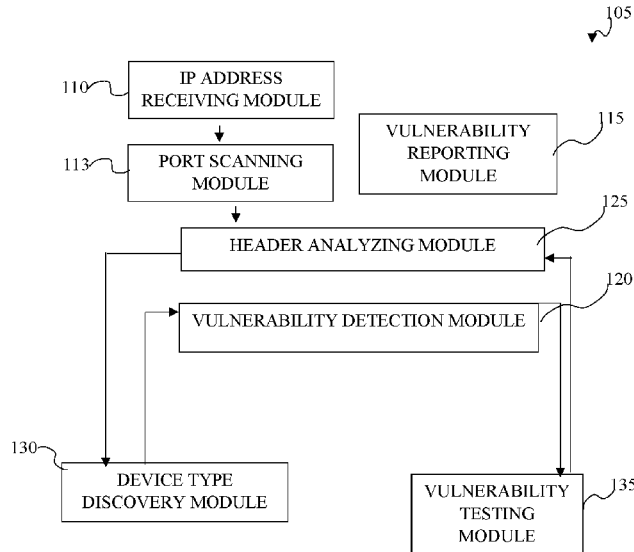 105
110
IP ADDRESS
RECEIVING MODULE
115
VULNERABILITY
REPORTING
MODULE
113
PORT SCANNING
MODULE
125
HEADER ANALYZING MODULE
120
VULNERABILITY DETECTION MODULE
130
DEVICE TYPE
DISCOVERY MODULE
135
VULNERABILITY
TESTING
MODULE